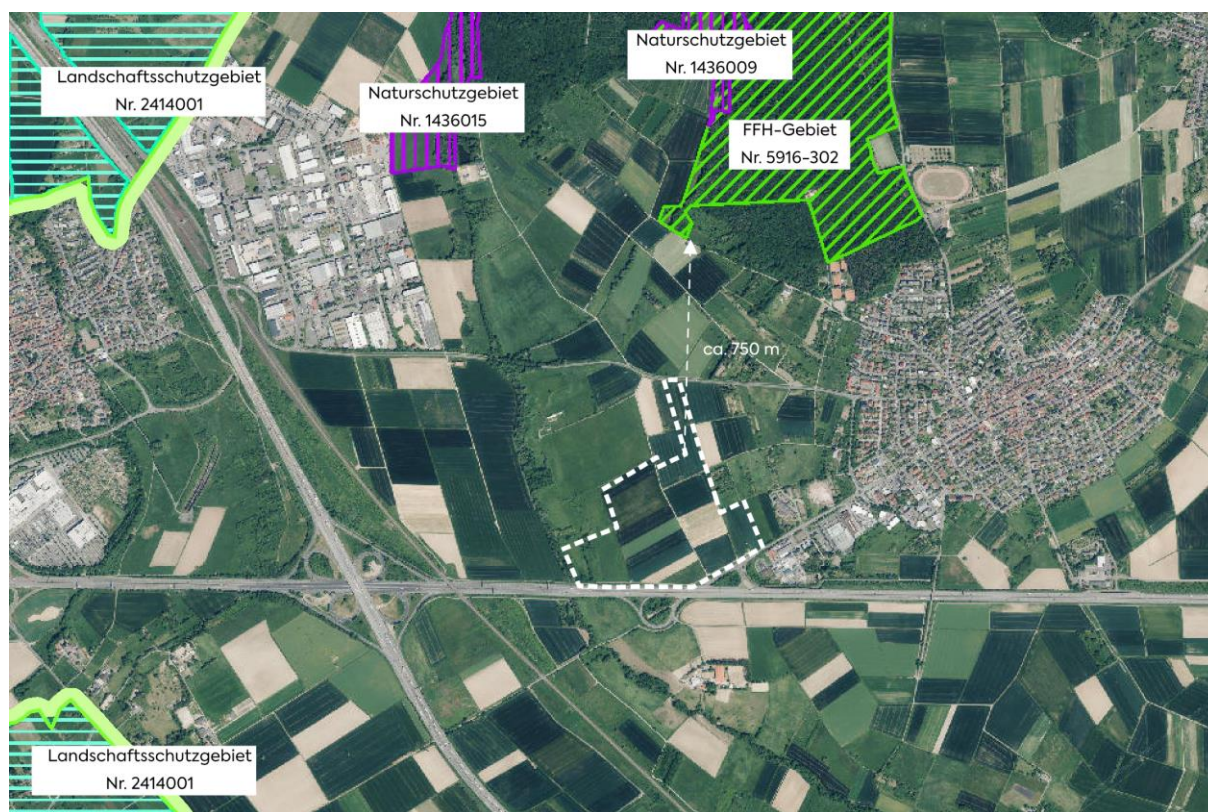 Landschaftsschutzgebiet
Nr. 2414001
Naturschutzgebiet
Nr. 1436015
Naturschutzgebiet
Nr. 1436009
FFH-Gebiet
Nr. 5916-302
ca. 750 m
Landschaftsschutzgebiet
Nr. 2414001